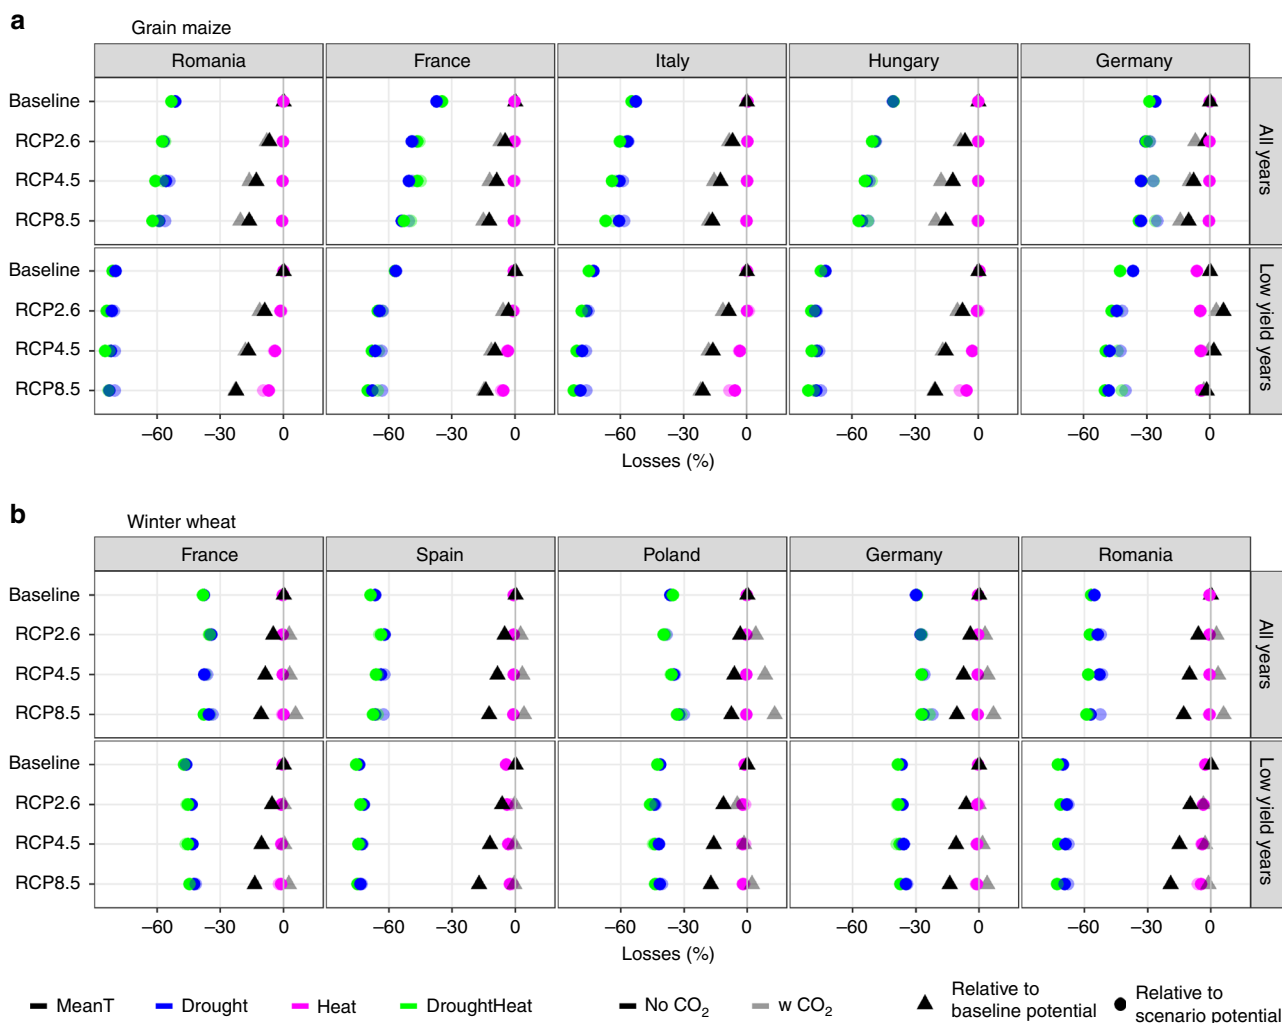 a
Grain maize
Romania France Italy Hungary Germany
Baseline
RCP2.6
RCP4.5
RCP8.5
All years
Baseline
RCP2.6
RCP4.5
RCP8.5
Low yield years
−60 −30 0 −60 −30 0 −60 −30 0 −60 −30 0 −60 −30 0
Losses (%)
b
Winter wheat
France Spain Poland Germany Romania
Baseline
RCP2.6
RCP4.5
RCP8.5
All years
Baseline
RCP2.6
RCP4.5
RCP8.5
Low yield years
−60 −30 0 −60 −30 0 −60 −30 0 −60 −30 0 −60 −30 0
Losses (%)
MeanT Drought Heat DroughtHeat No CO₂ w CO₂
Relative to
baseline potential
Relative to
scenario potential